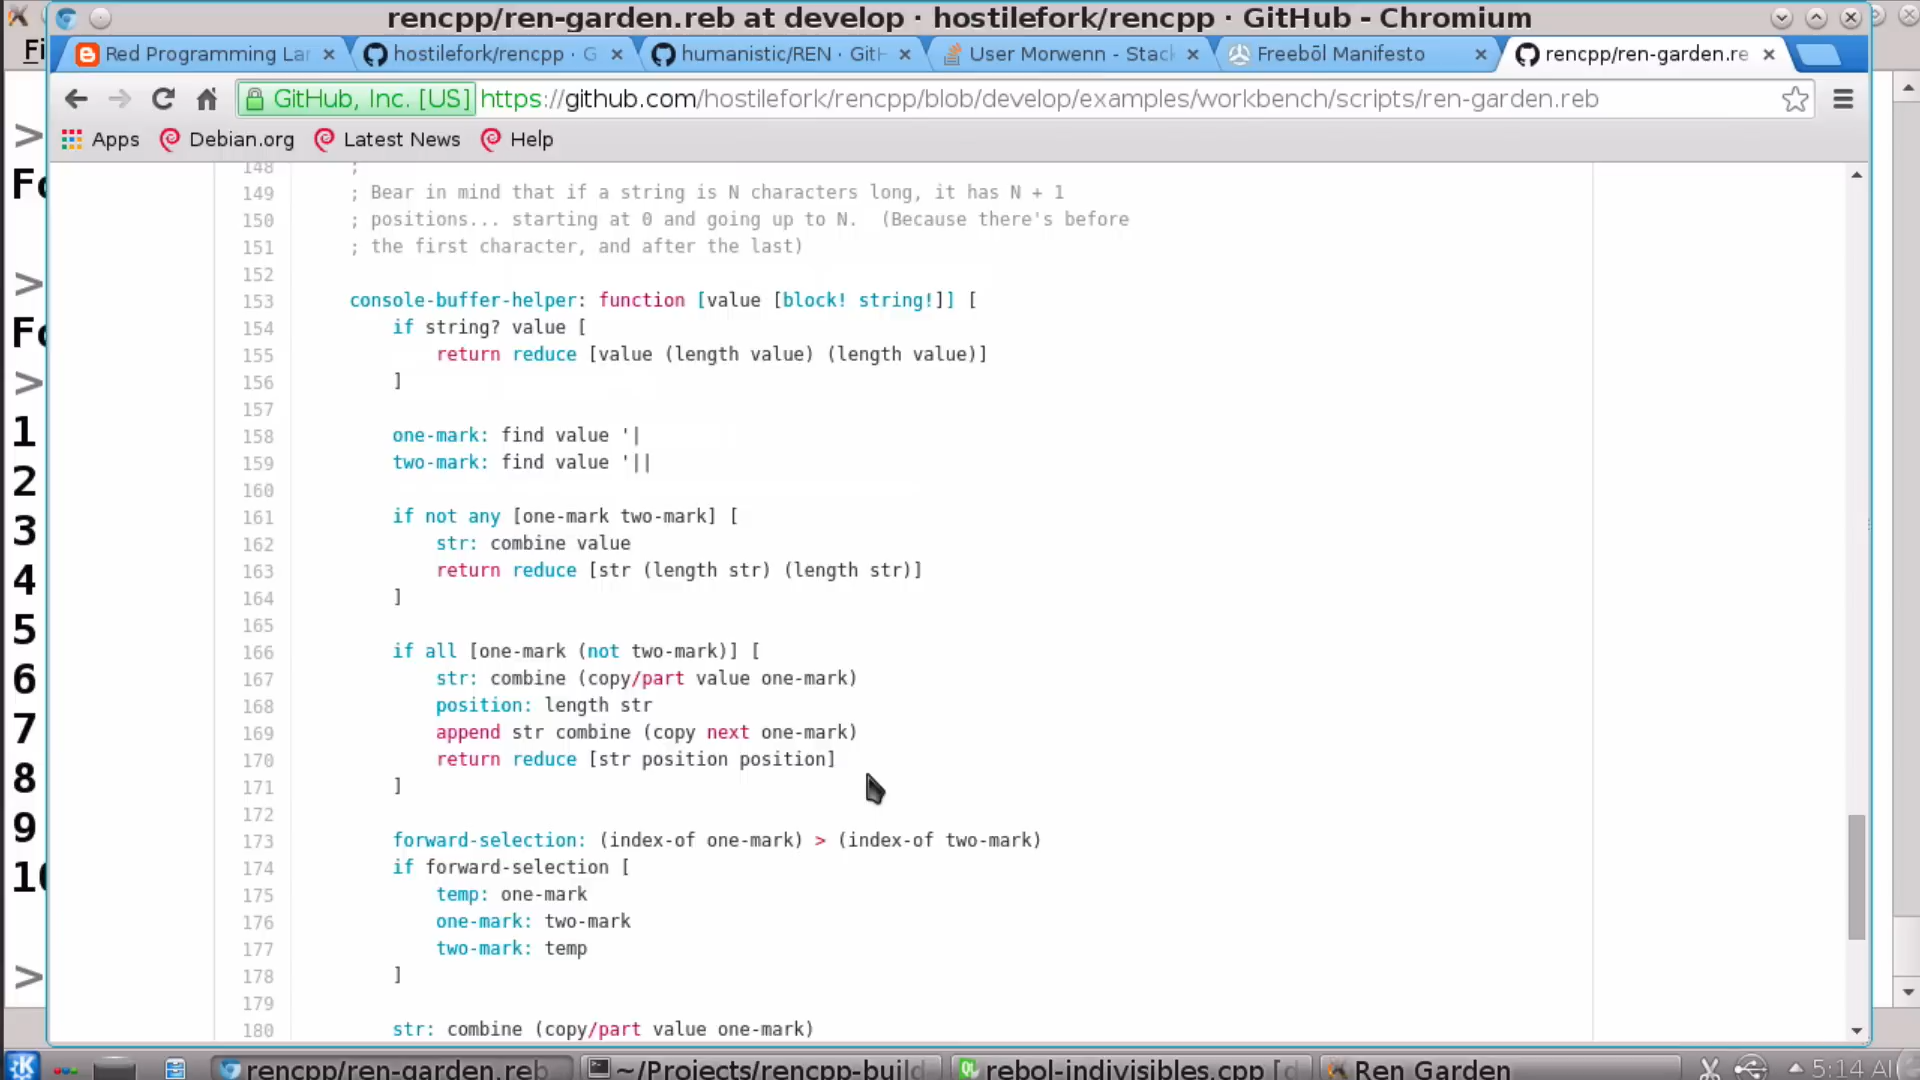 rencpp/ren-garden.reb at develop · hostilefork/rencpp · GitHub - Chromium
Red Programming Lar
hostilefork/rencpp · G
humanistic/REN · GitH
User Morwenn - Stack
Freebōl Manifesto
rencpp/ren-garden.re
GitHub, Inc. [US] https://github.com/hostilefork/rencpp/blob/develop/examples/workbench/scripts/ren-garden.reb
Apps Debian.org Latest News Help
148 ;
149 ; Bear in mind that if a string is N characters long, it has N + 1
150 ; positions... starting at 0 and going up to N.  (Because there's before
151 ; the first character, and after the last)
152
153 console-buffer-helper: function [value [block! string!]] [
154 if string? value [
155 return reduce [value (length value) (length value)]
156 ]
157
158 one-mark: find value '|
159 two-mark: find value '||
160
161 if not any [one-mark two-mark] [
162 str: combine value
163 return reduce [str (length str) (length str)]
164 ]
165
166 if all [one-mark (not two-mark)] [
167 str: combine (copy/part value one-mark)
168 position: length str
169 append str combine (copy next one-mark)
170 return reduce [str position position]
171 ]
172
173 forward-selection: (index-of one-mark) > (index-of two-mark)
174 if forward-selection [
175 temp: one-mark
176 one-mark: two-mark
177 two-mark: temp
178 ]
179
180 str: combine (copy/part value one-mark)
Fi
>
Fo
>
Fo
>
1
2
3
4
5
6
7
8
9
10
>
rencpp/ren-garden.reb
~/Projects/rencpp-build
rebol-indivisibles.cpp [d
Ren Garden
5:14 AM